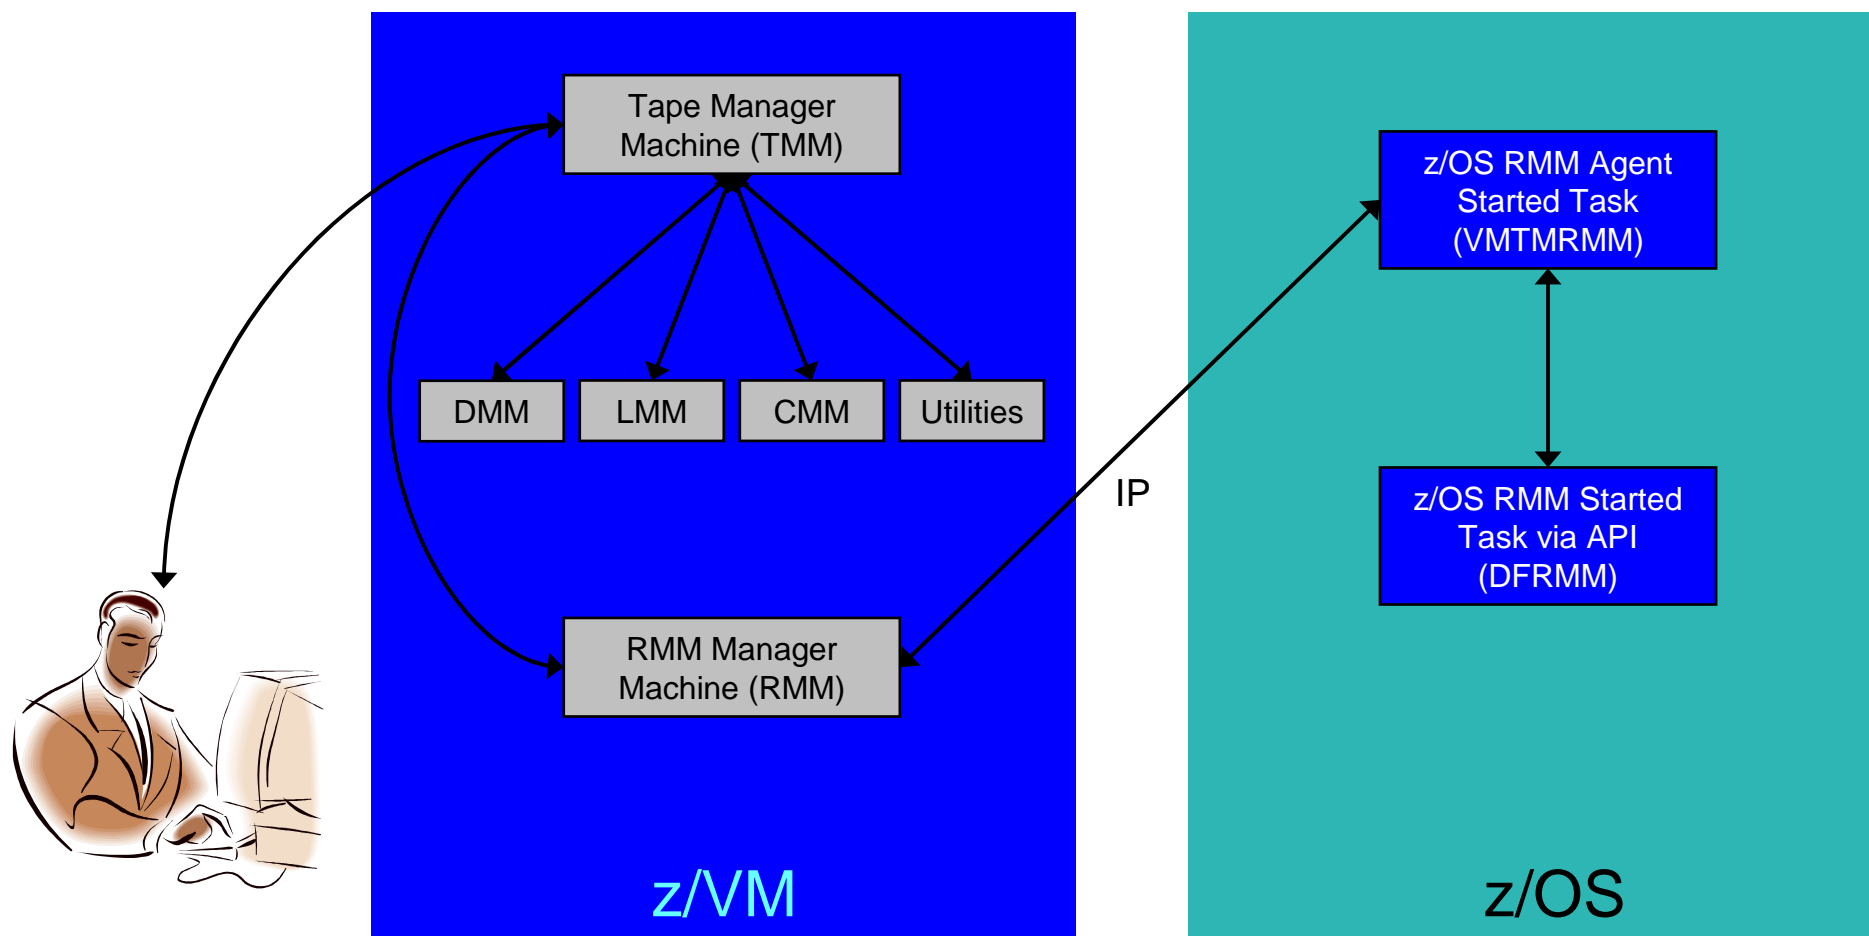 Tape Manager
Machine (TMM)
DMM
LMM
CMM
Utilities
RMM Manager
Machine (RMM)
z/VM
IP
z/OS RMM Agent
Started Task
(VMTMRMM)
z/OS RMM Started
Task via API
(DFRMM)
z/OS